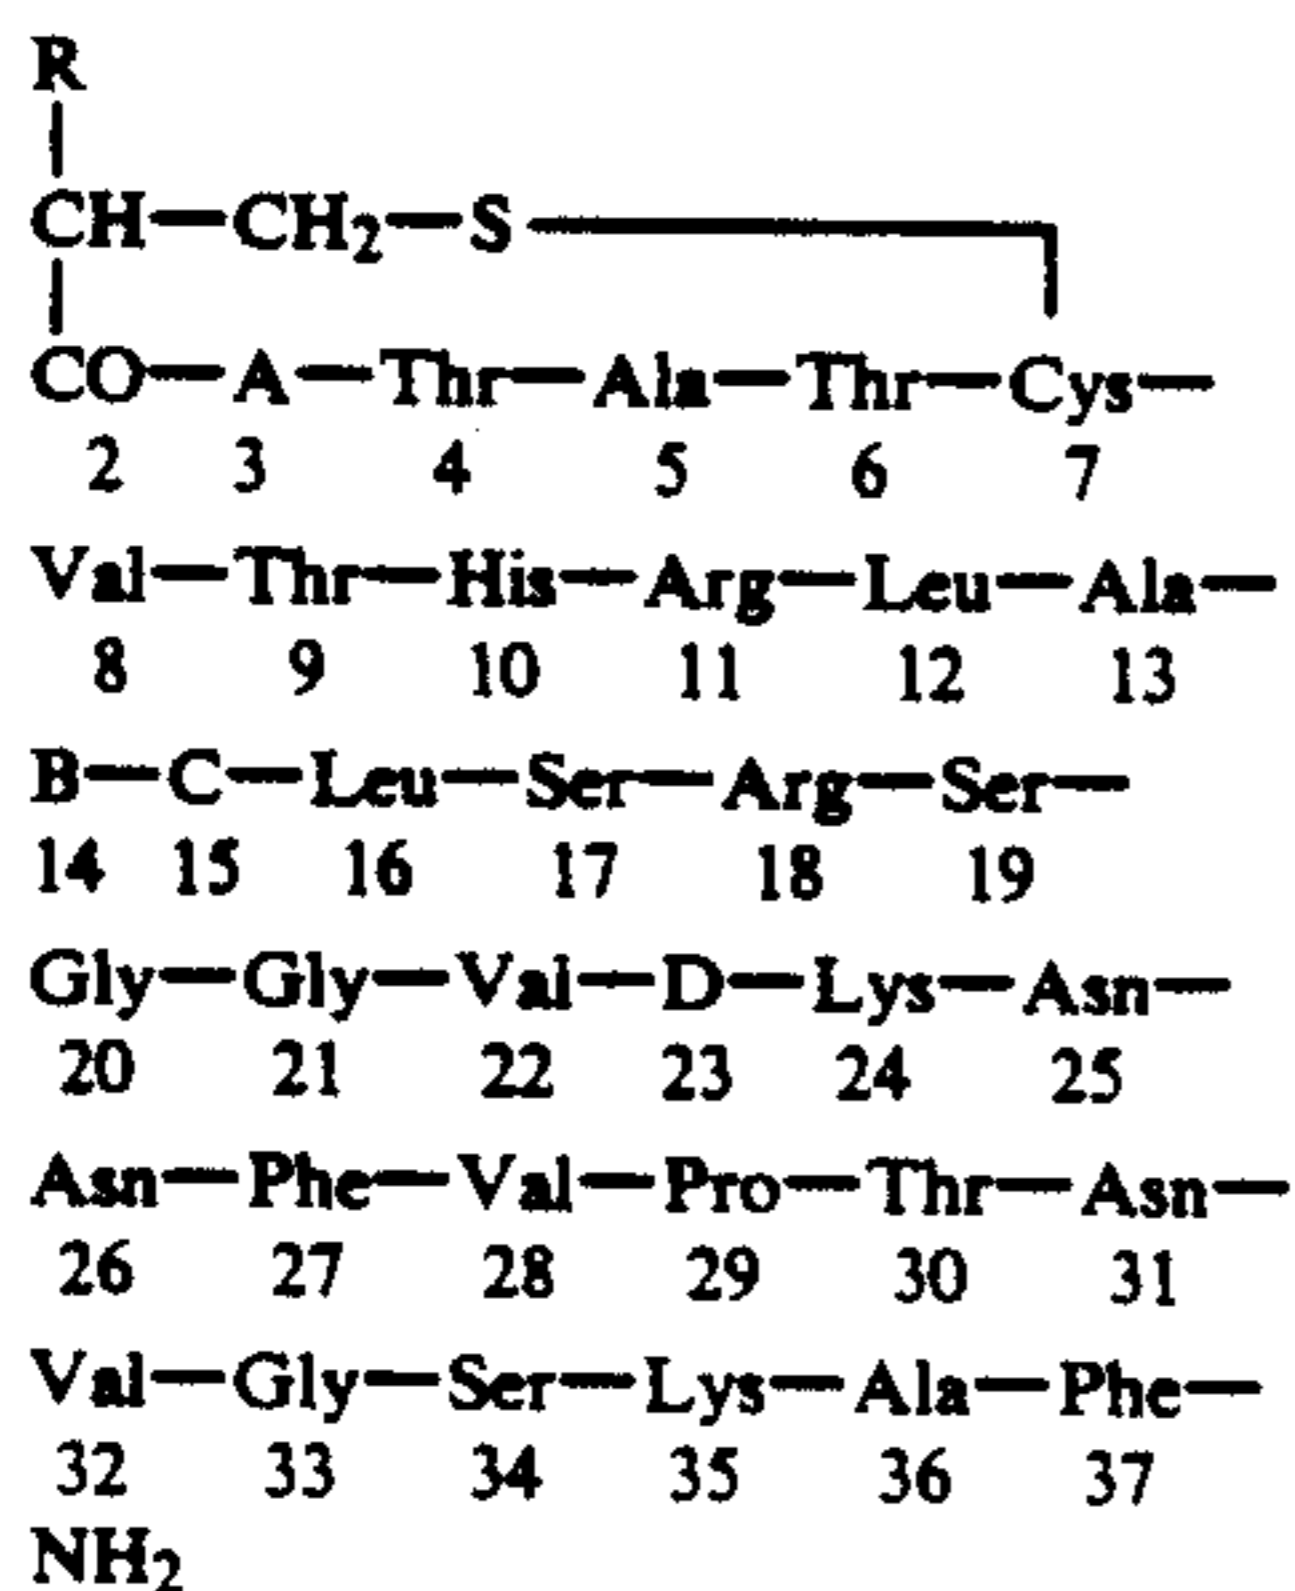 R
CH—CH₂—S
CO—A—Thr—Ala—Thr—Cys—
2 3 4 5 6 7
Val—Thr—His—Arg—Leu—Ala—
8 9 10 11 12 13
B—C—Leu—Ser—Arg—Ser—
14 15 16 17 18 19
Gly—Gly—Val—D—Lys—Asn—
20 21 22 23 24 25
Asn—Phe—Val—Pro—Thr—Asn—
26 27 28 29 30 31
Val—Gly—Ser—Lys—Ala—Phe—
32 33 34 35 36 37
NH₂